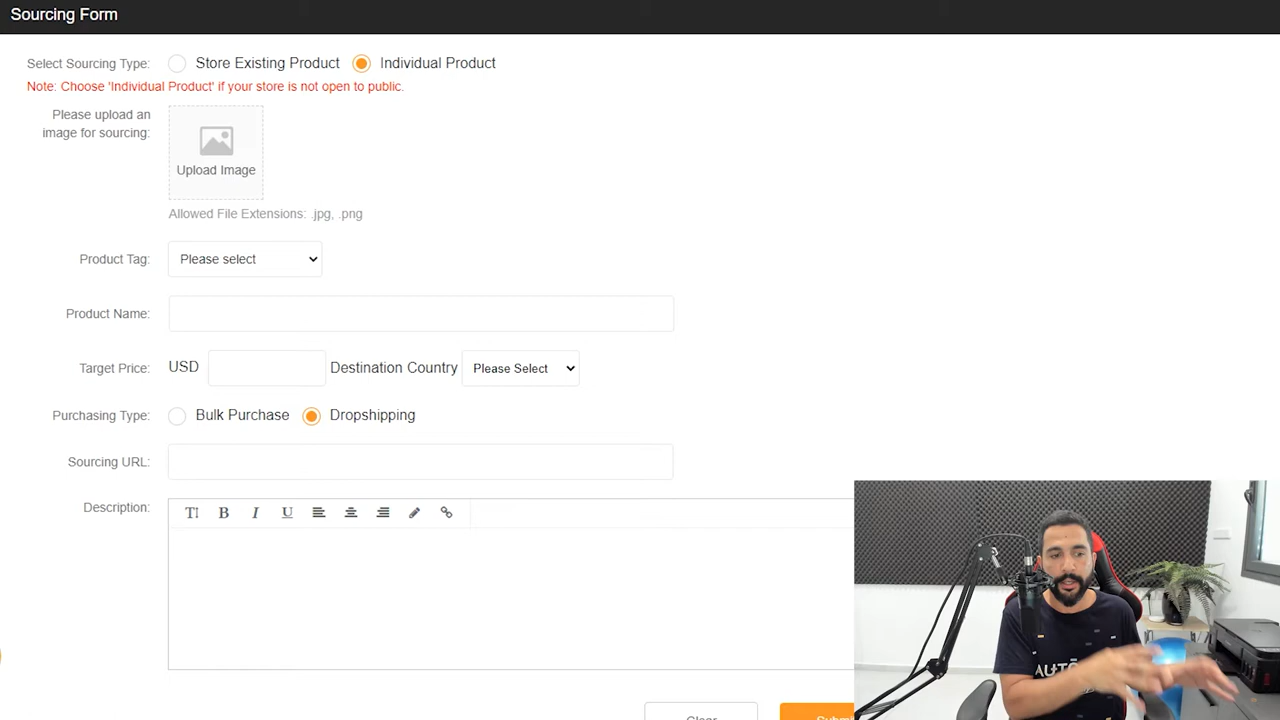 Sourcing Form
Select Sourcing Type: Store Existing Product Individual Product
Note: Choose 'Individual Product' if your store is not open to public.
Please upload an
image for sourcing:
Upload Image
Allowed File Extensions: .jpg, .png
Product Tag: Please select
Product Name:
Target Price: USD Destination Country Please Select
Purchasing Type: Bulk Purchase Dropshipping
Sourcing URL:
Description:
Clear